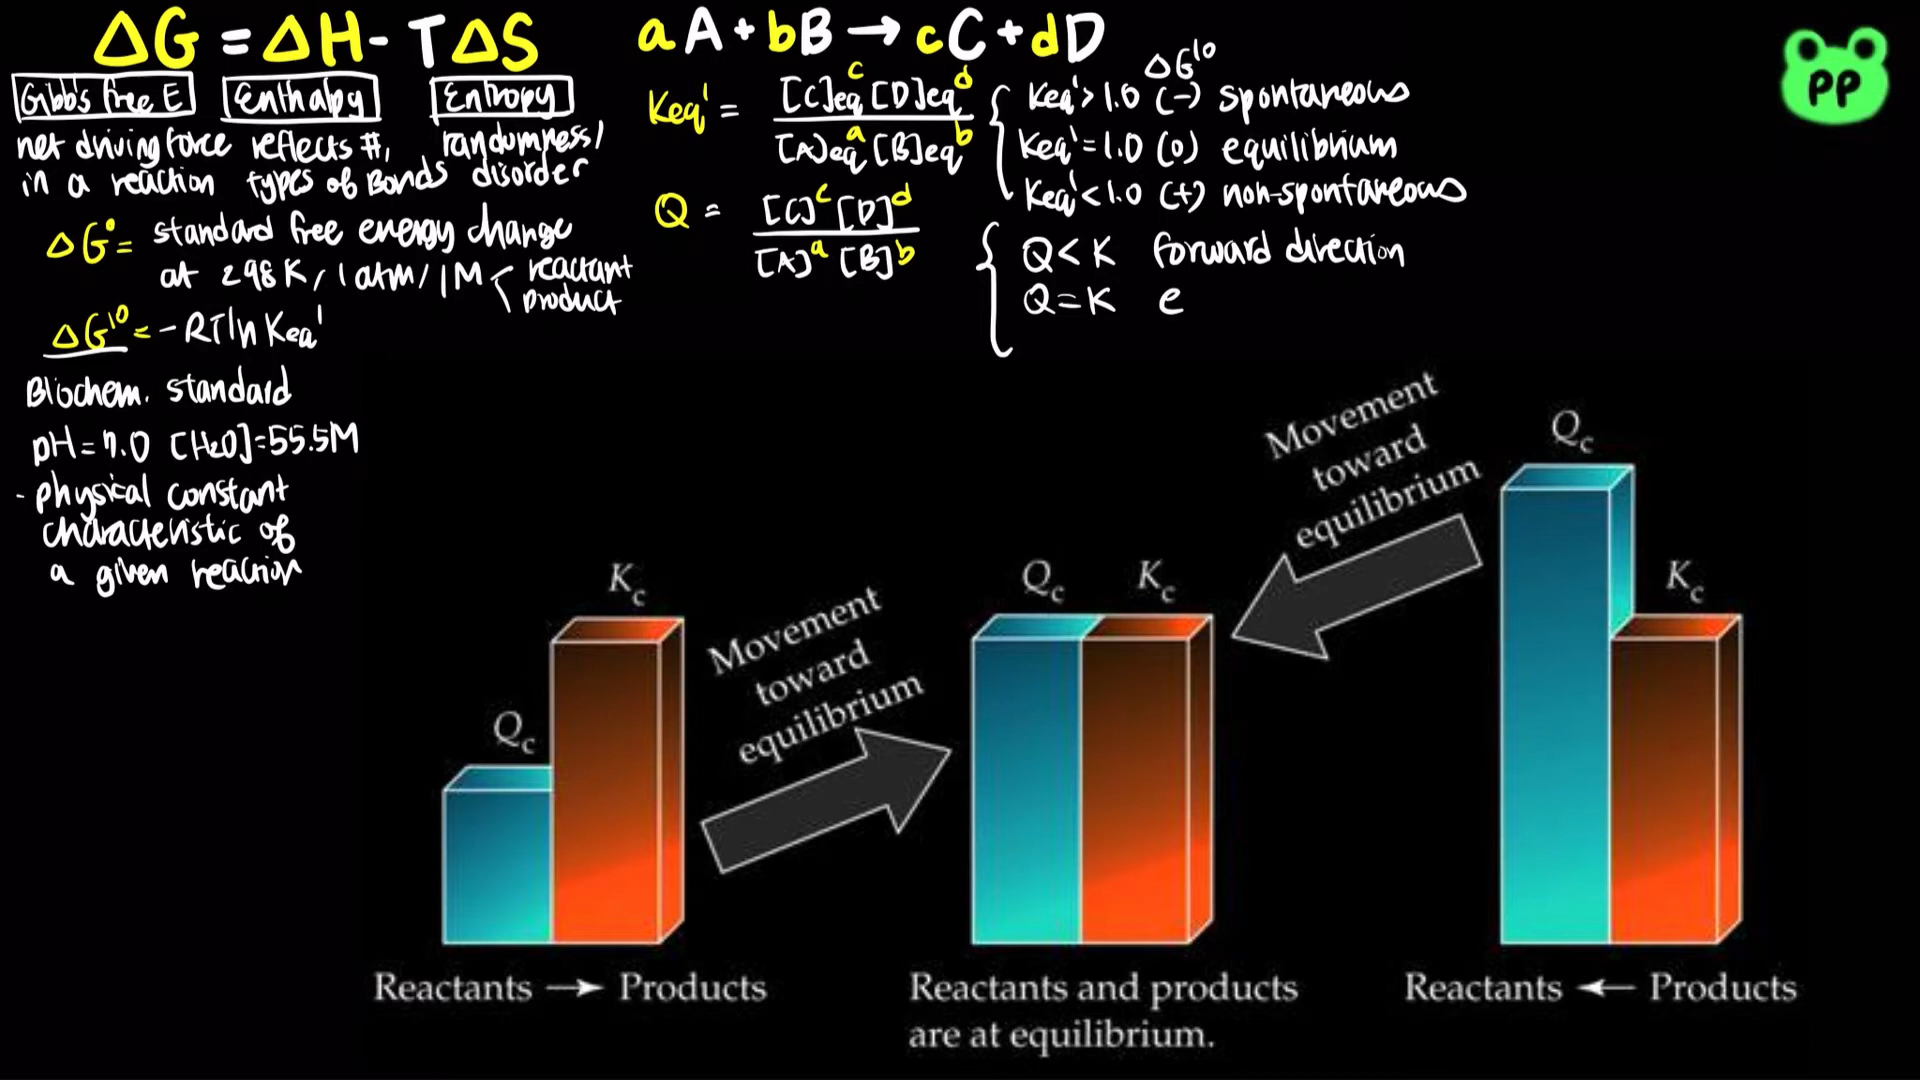 ΔG = ΔH - TΔS
Gibb's free E
Enthalpy
Entropy
net driving force
in a reaction
reflects #,
types of Bonds
randomness/
disorder
ΔG° = standard free energy change
at 298K, 1 atm, 1M
reactant
product
ΔG'° = -RTln Keq'
Biochem. standard
pH = 7.0 [H2O]=55.5M
- physical constant
characteristic of
a given reaction
aA + bB → cC + dD
Keq' = [C]eq^c [D]eq^d
[A]eq^a [B]eq^b
ΔG'°
Keq' > 1.0 (-) spontaneous
Keq' = 1.0 (0) equilibrium
Keq' < 1.0 (+) non-spontaneous
Q = [C]^c [D]^d
[A]^a [B]^b
Q < K forward direction
Q = K e
PP
Qc
Kc
Movement
toward
equilibrium
Reactants → Products
Qc
Kc
Reactants and products
are at equilibrium.
Movement
toward
equilibrium
Qc
Kc
Reactants ← Products